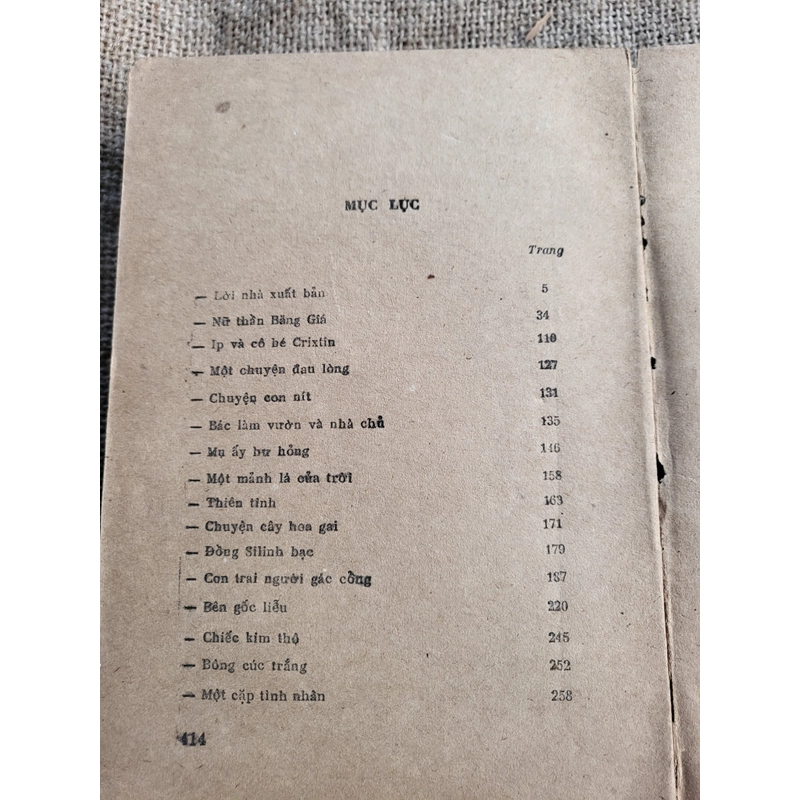 MỤC LỤC
Trang
— Lời nhà xuất bản 5
— Nữ thần Băng Giá 34
— Ip và cô bé Crixtin 110
— Một chuyện đau lòng 127
— Chuyện con nít 131
— Bác làm vườn và nhà chủ 135
— Mụ ấy hư hỏng 146
— Một mảnh lá của trời 158
— Thiên tính 163
— Chuyện cây hoa gai 171
— Đồng Silinh bạc 179
— Con trai người gác cổng 187
— Bên gốc liễu 220
— Chiếc kim thô 245
— Bông cúc trắng 252
— Một cặp tình nhân 258
414